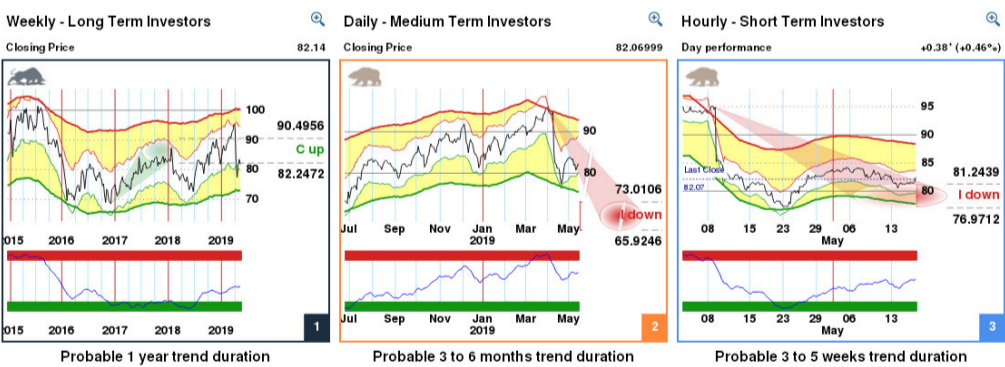 Weekly - Long Term Investors
Closing Price 82.14
100
90
80
70
90.4956
C up
82.2472
2015 2016 2017 2018 2019
2015 2016 2017 2018 2019
1
Probable 1 year trend duration
Daily - Medium Term Investors
Closing Price 82.06999
90
80
73.0106
I down
65.9246
Jul Sep Nov Jan Mar May
2019
Jul Sep Nov Jan Mar May
2019
2
Probable 3 to 6 months trend duration
Hourly - Short Term Investors
Day performance +0.38* (+0.46%)
95
90
85
80
Last Close
82.07
81.2439
I down
76.9712
08 15 23 29 06 13
May
08 15 23 29 06 13
May
3
Probable 3 to 5 weeks trend duration